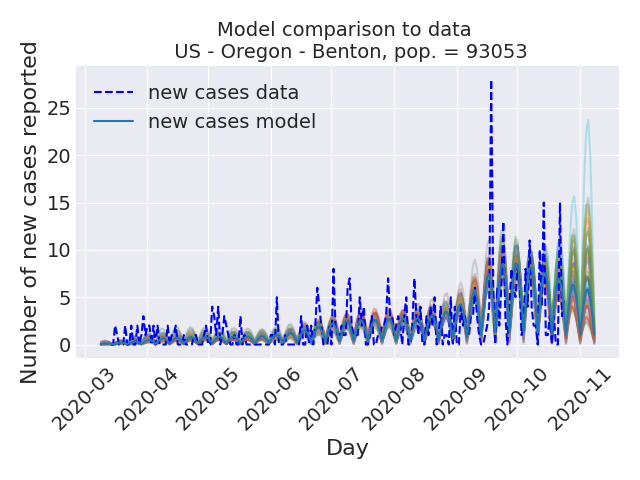 Model comparison to data
US - Oregon - Benton, pop. = 93053
new cases data
new cases model
Number of new cases reported
25
20
15
10
5
0
2020-03
2020-04
2020-05
2020-06
2020-07
2020-08
2020-09
2020-10
2020-11
Day